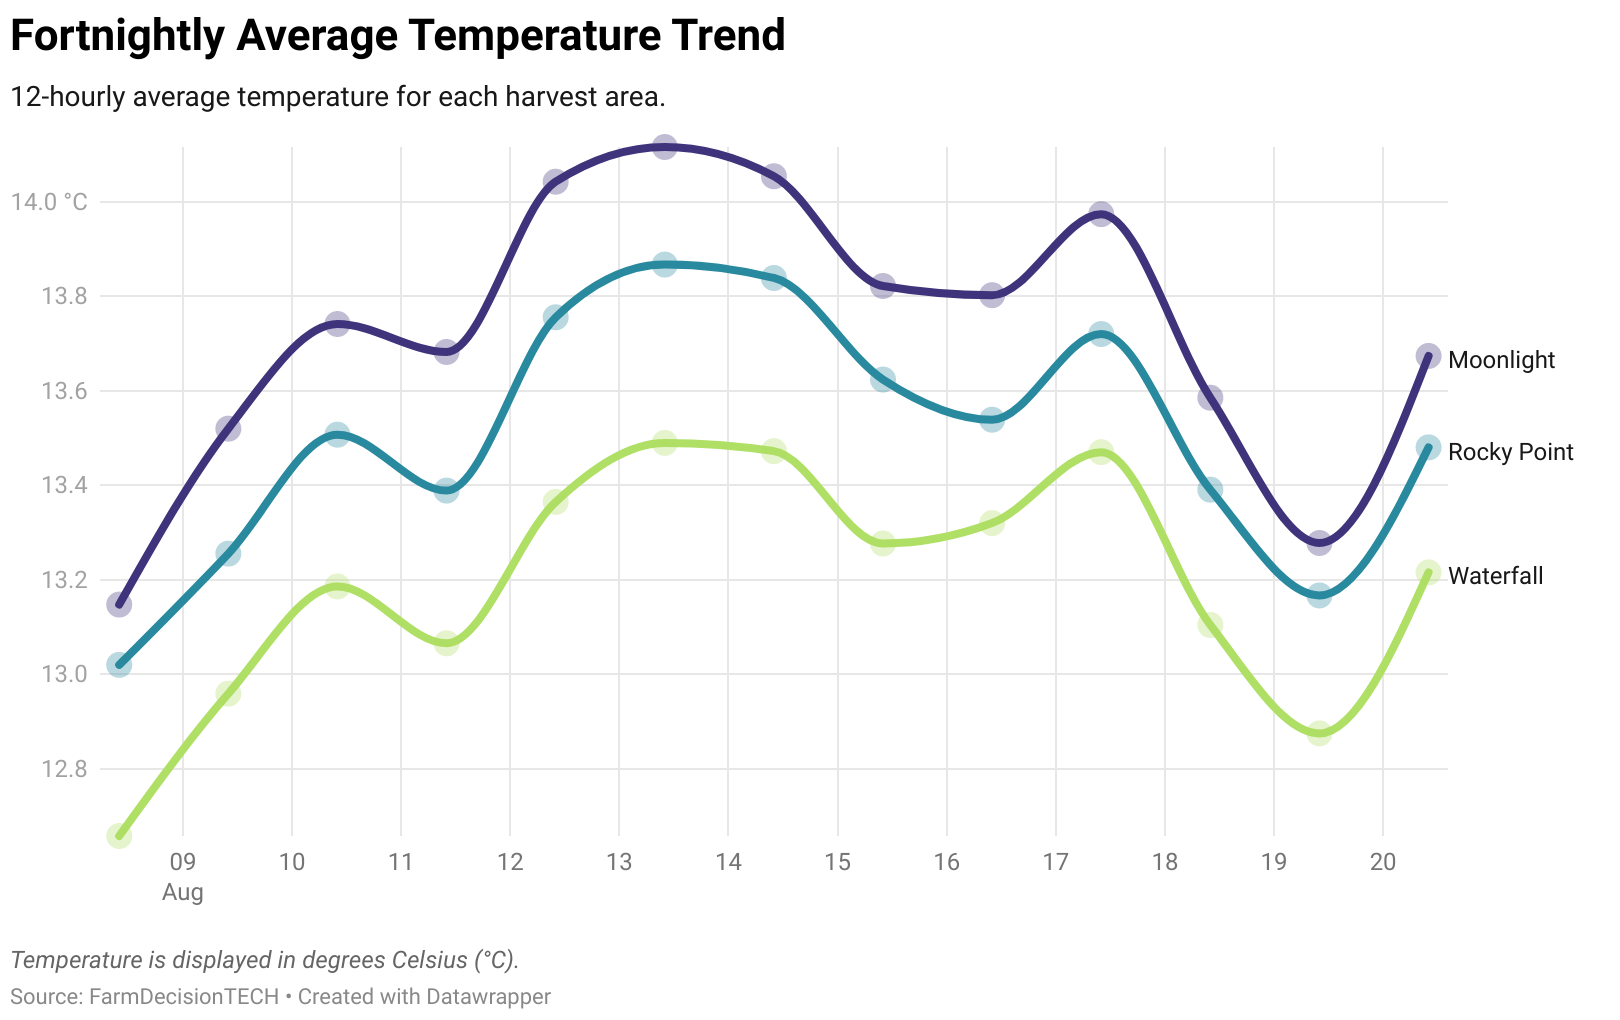 Fortnightly Average Temperature Trend
12-hourly average temperature for each harvest area.
14.0 °C
13.8
13.6
13.4
13.2
13.0
12.8
Moonlight
Rocky Point
Waterfall
09 10 11 12 13 14 15 16 17 18 19 20
Aug
Temperature is displayed in degrees Celsius (°C).
Source: FarmDecisionTECH • Created with Datawrapper